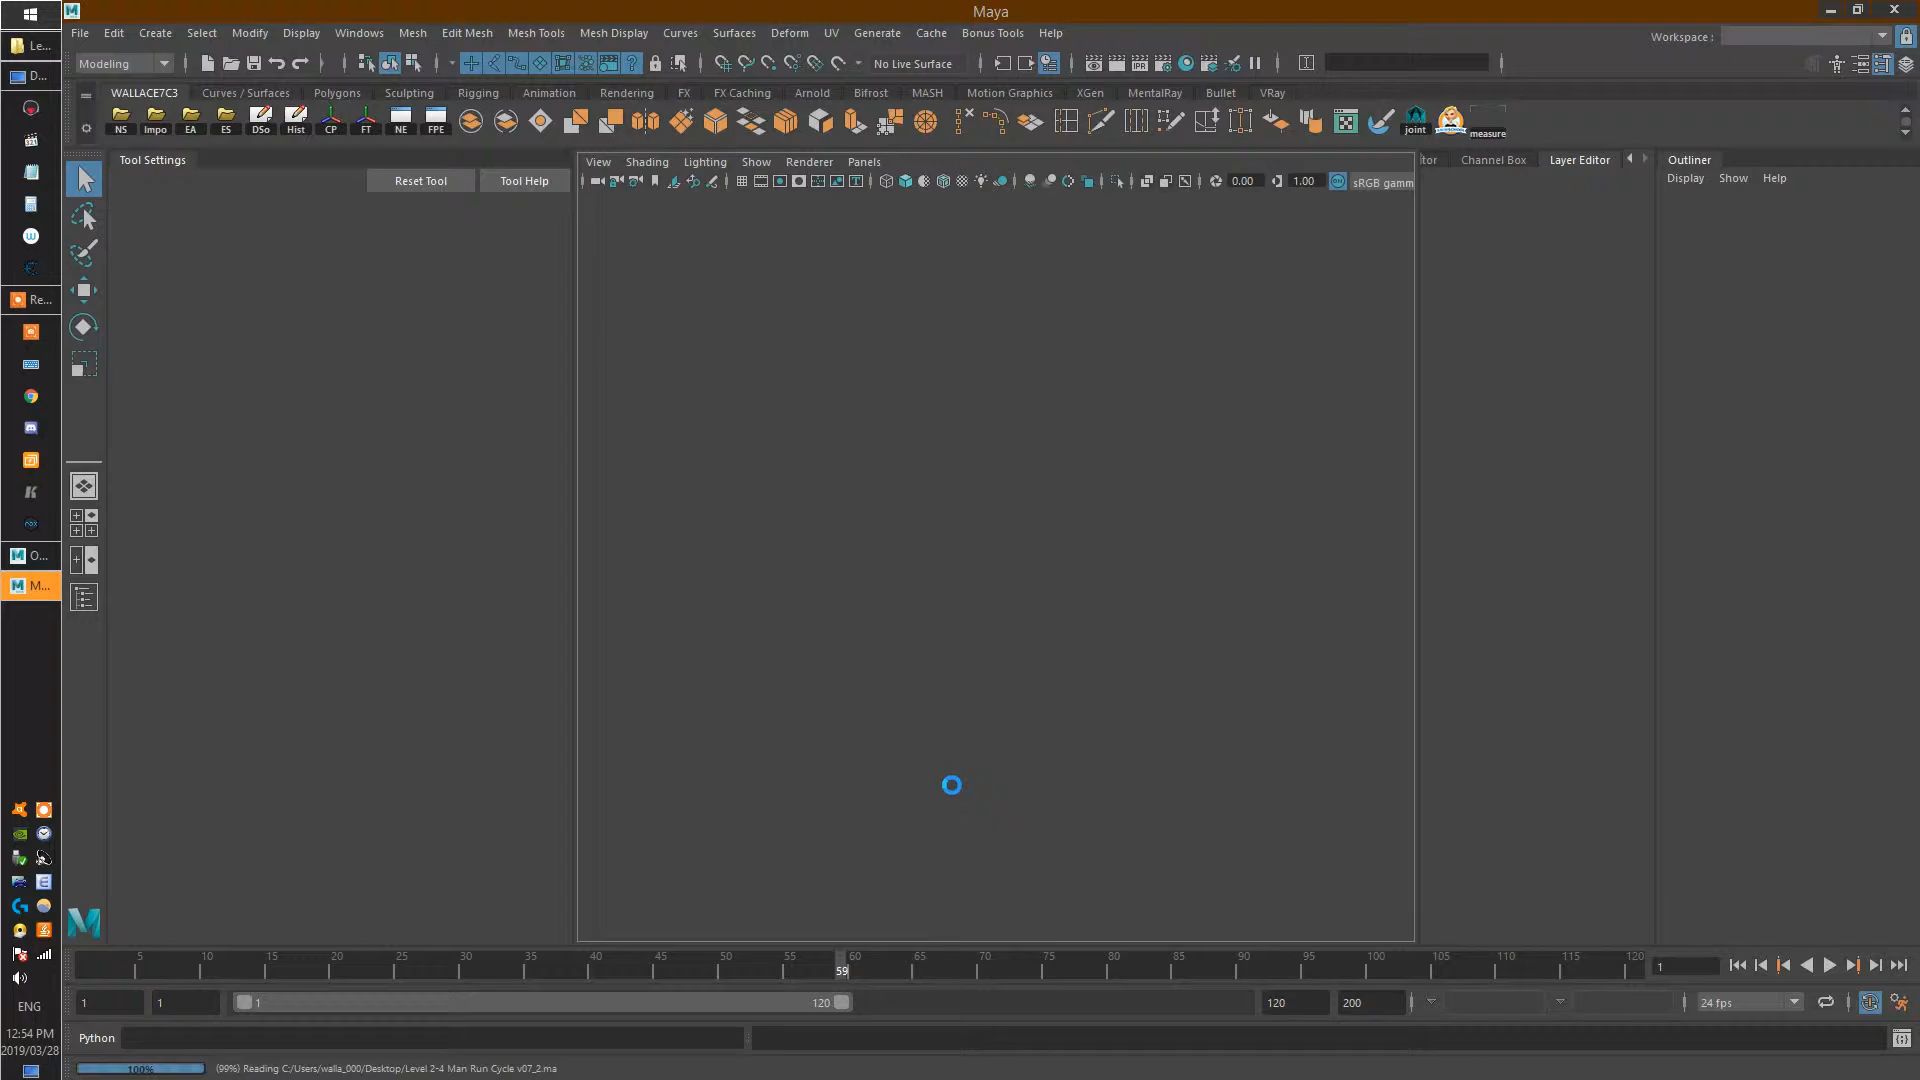 Maya
Le...
File Edit Create Select Modify Display Windows Mesh Edit Mesh Mesh Tools Mesh Display Curves Surfaces Deform UV Generate Cache Bonus Tools Help
Workspace :
D...
Modeling
No Live Surface
WALLACE7C3 Curves / Surfaces Polygons Sculpting Rigging Animation Rendering FX FX Caching Arnold Bifrost MASH Motion Graphics XGen MentalRay Bullet VRay
NS Impo EA ES DSo Hist CP FT NE FPE joint measure
Tool Settings
Reset Tool Tool Help
View Shading Lighting Show Renderer Panels
0.00 1.00 ON sRGB gamm
tor Channel Box Layer Editor
Outliner
Display Show Help
IPR
Re...
O...
M...
5 10 15 20 25 30 35 40 45 50 55 60 65 70 75 80 85 90 95 100 105 110 115 120
59
1
1 1 1 120 120 200 24 fps
ENG
12:54 PM
2019/03/28
Python
100% (99%) Reading C:/Users/walla_000/Desktop/Level 2-4 Man Run Cycle v07_2.ma